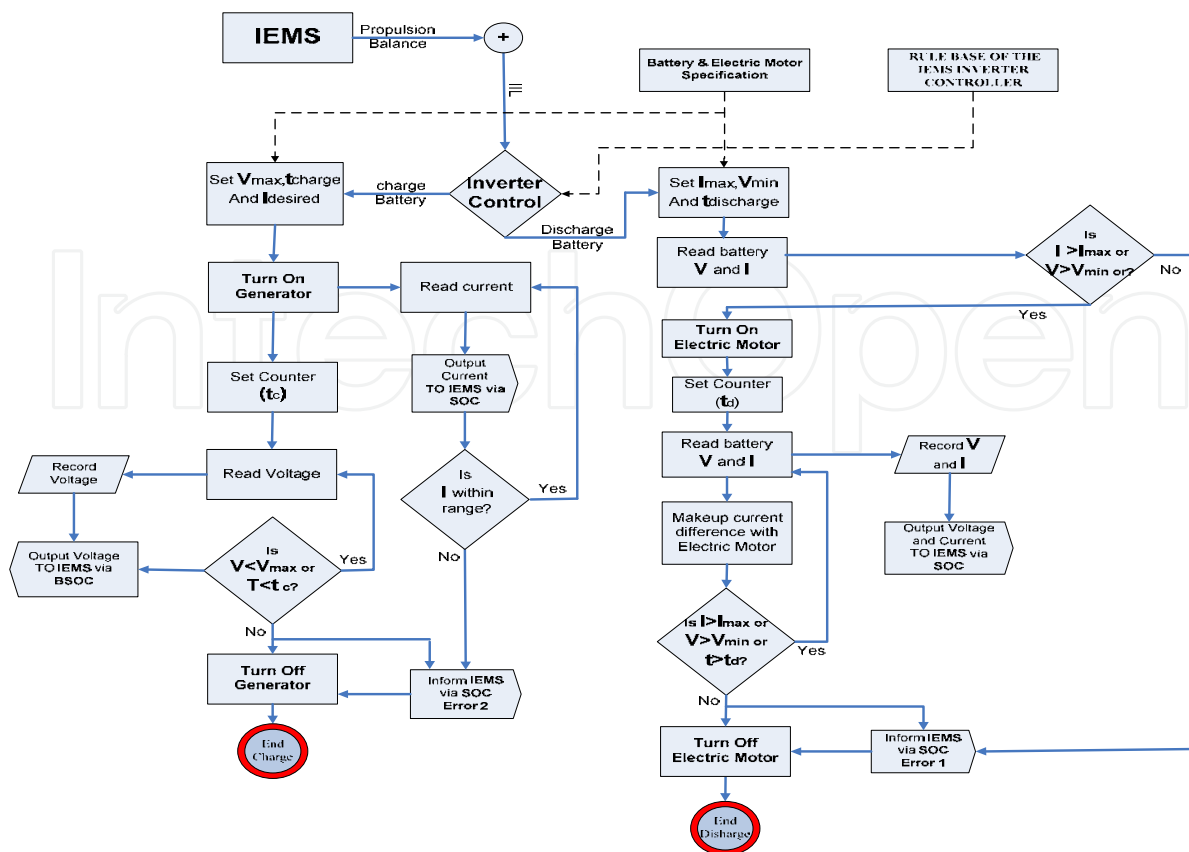 IEMS
Propulsion
Balance
+
Battery & Electric Motor
Specification
RULE BASE OF THE
IEMS INVERTER
CONTROLLER
Set Vmax,tcharge
And Idesired
charge
Battery
Inverter
Control
Discharge
Battery
Set Imax,Vmin
And tdischarge
Read battery
V and I
Is
I >Imax or
V>Vmin or?
No
Yes
Turn On
Generator
Read current
Turn On
Electric Motor
Set Counter
(tc)
Output
Current
TO IEMS via
SOC
Set Counter
(td)
Record
Voltage
Read Voltage
Is
I within
range?
Yes
No
Read battery
V and I
Record V
and I
Output Voltage
TO IEMS via
BSOC
Is
V<Vmax or
T<tc?
Yes
No
Makeup current
difference with
Electric Motor
Output Voltage
and Current
TO IEMS via
SOC
Is I>Imax or
V>Vmin or
t>td?
Yes
No
Turn Off
Generator
Inform IEMS
via SOC
Error 2
End
Charge
Turn Off
Electric Motor
Inform IEMS
via SOC
Error 1
End
Disharge
IntechOpen